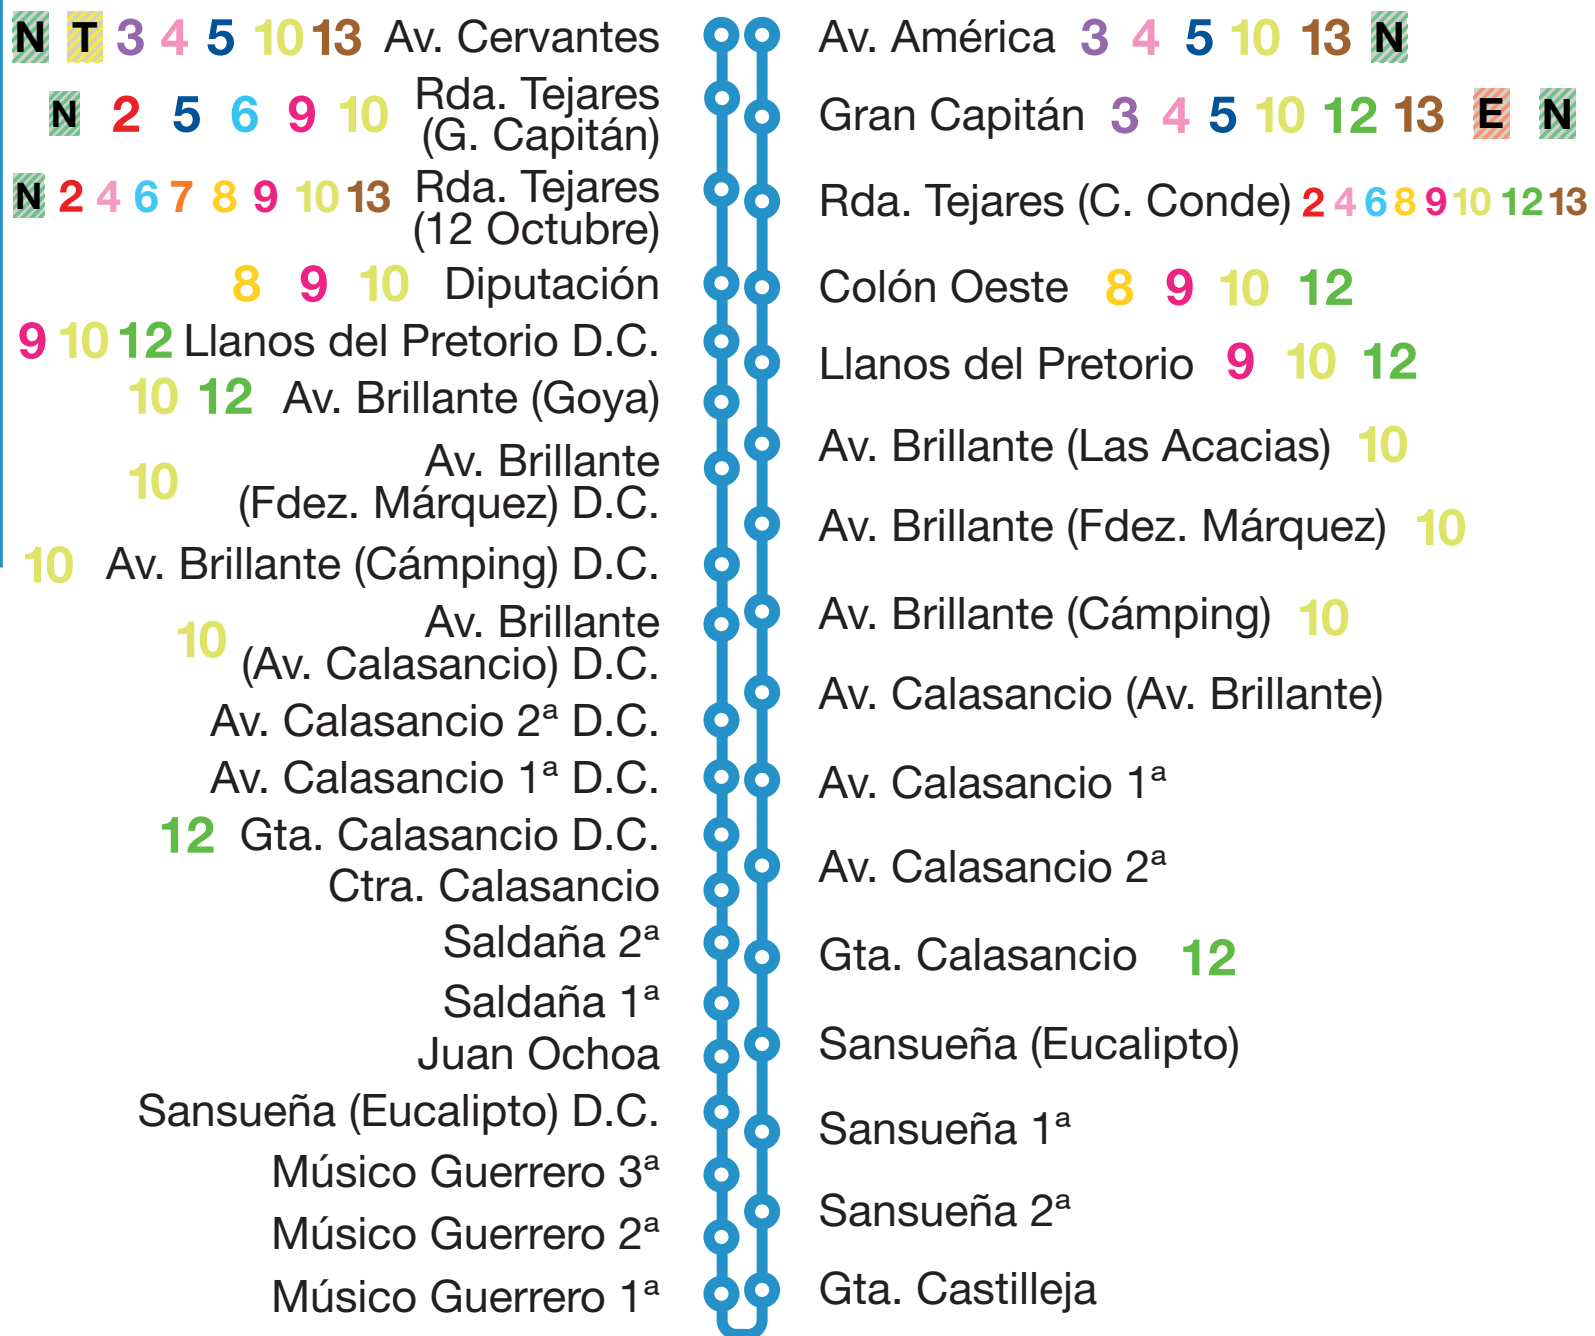 N T 3 4 5 10 13 Av. Cervantes
N 2 5 6 9 10 Rda. Tejares
(G. Capitán)
N 2 4 6 7 8 9 10 13 Rda. Tejares
(12 Octubre)
8 9 10 Diputación
9 10 12 Llanos del Pretorio D.C.
10 12 Av. Brillante (Goya)
10 Av. Brillante
(Fdez. Márquez) D.C.
10 Av. Brillante (Cámping) D.C.
10 Av. Brillante
(Av. Calasancio) D.C.
Av. Calasancio 2ª D.C.
Av. Calasancio 1ª D.C.
12 Gta. Calasancio D.C.
Ctra. Calasancio
Saldaña 2ª
Saldaña 1ª
Juan Ochoa
Sansueña (Eucalipto) D.C.
Músico Guerrero 3ª
Músico Guerrero 2ª
Músico Guerrero 1ª
Av. América 3 4 5 10 13 N
Gran Capitán 3 4 5 10 12 13 E N
Rda. Tejares (C. Conde) 2 4 6 8 9 10 12 13
Colón Oeste 8 9 10 12
Llanos del Pretorio 9 10 12
Av. Brillante (Las Acacias) 10
Av. Brillante (Fdez. Márquez) 10
Av. Brillante (Cámping) 10
Av. Calasancio (Av. Brillante)
Av. Calasancio 1ª
Av. Calasancio 2ª
Gta. Calasancio 12
Sansueña (Eucalipto)
Sansueña 1ª
Sansueña 2ª
Gta. Castilleja